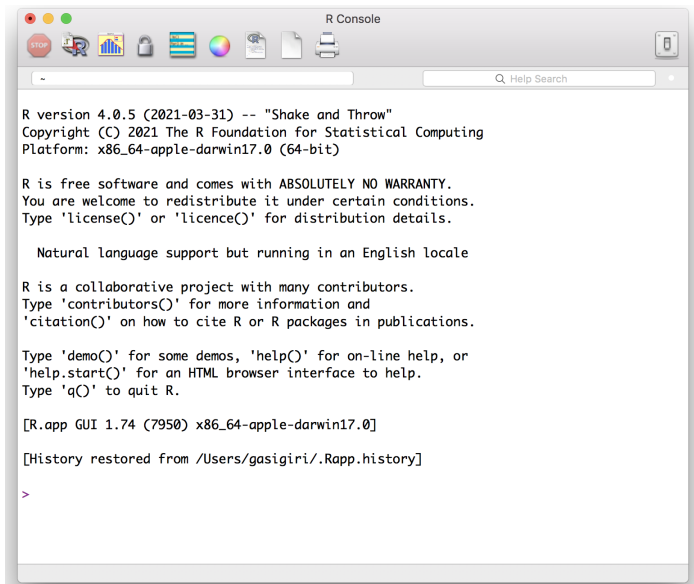 R Console
STOP
~
Help Search
R version 4.0.5 (2021-03-31) -- "Shake and Throw"
Copyright (C) 2021 The R Foundation for Statistical Computing
Platform: x86_64-apple-darwin17.0 (64-bit)
R is free software and comes with ABSOLUTELY NO WARRANTY.
You are welcome to redistribute it under certain conditions.
Type 'license()' or 'licence()' for distribution details.
Natural language support but running in an English locale
R is a collaborative project with many contributors.
Type 'contributors()' for more information and
'citation()' on how to cite R or R packages in publications.
Type 'demo()' for some demos, 'help()' for on-line help, or
'help.start()' for an HTML browser interface to help.
Type 'q()' to quit R.
[R.app GUI 1.74 (7950) x86_64-apple-darwin17.0]
[History restored from /Users/gasigiri/.Rapp.history]
>